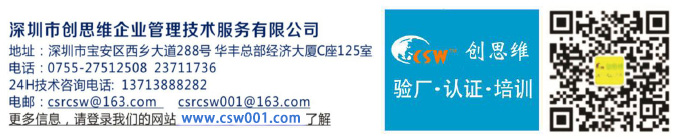 深圳市创思维企业管理技术服务有限公司
地址：深圳市宝安区西乡大道288号 华丰总部经济大厦C座125室
电话：0755-27512508 23711736
24H技术咨询电话: 13713888282
电邮：csrcsw@163.com csrcsw001@163.com
更多信息，请登录我们的网站 www.csw001.com 了解
CSW 创思维
验厂·认证·培训